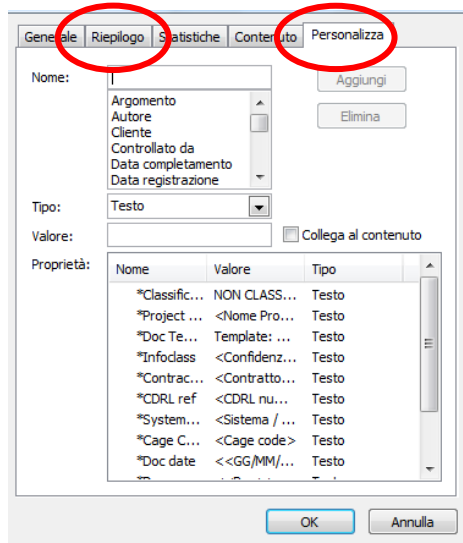 Generale Riepilogo Statistiche Contenuto Personalizza
Nome:
Aggiungi
Elimina
Argomento
Autore
Cliente
Controllato da
Data completamento
Data registrazione
Tipo: Testo
Valore: Collega al contenuto
Proprietà:
Nome Valore Tipo
*Classific... NON CLASS... Testo
*Project ... <Nome Pro... Testo
*Doc Te... Template: ... Testo
*Infoclass <Confidenz... Testo
*Contrac... <Contratto... Testo
*CDRL ref <CDRL nu... Testo
*System... <Sistema / ... Testo
*Cage C... <Cage code> Testo
*Doc date <<GG/MM/... Testo
OK Annulla